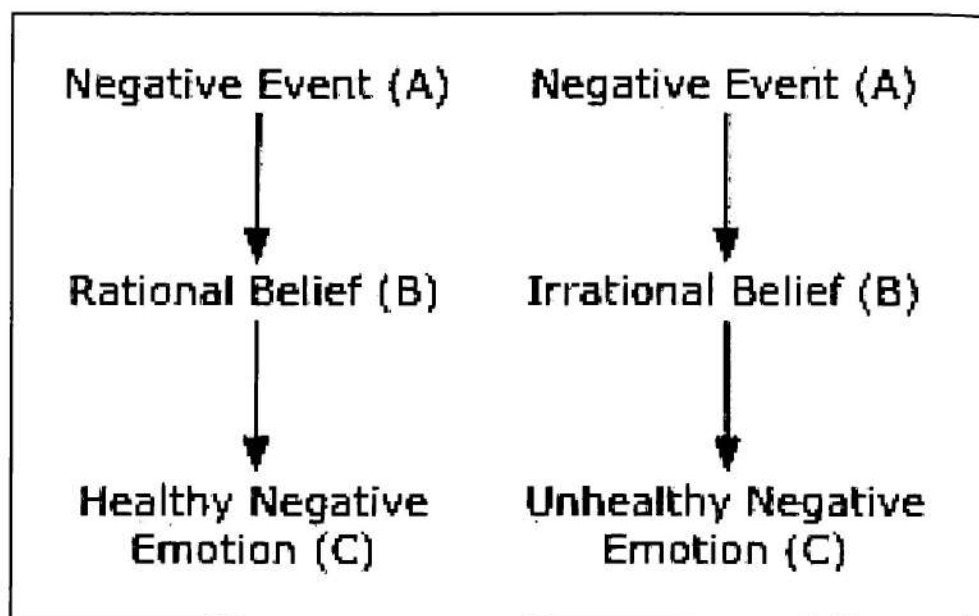 Negative Event (A)
Rational Belief (B)
Healthy Negative
Emotion (C)
Negative Event (A)
Irrational Belief (B)
Unhealthy Negative
Emotion (C)